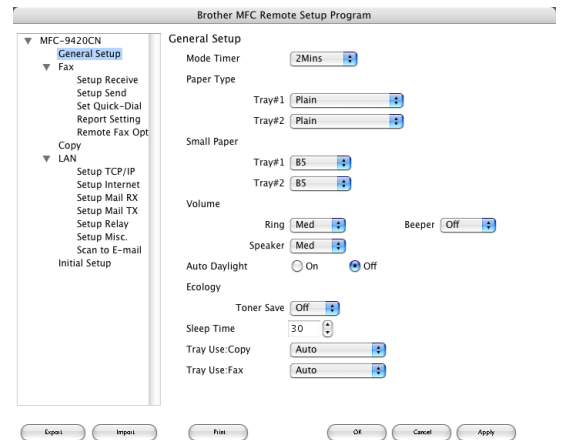 Brother MFC Remote Setup Program
MFC-9420CN
General Setup
Fax
Setup Receive
Setup Send
Set Quick-Dial
Report Setting
Remote Fax Opt
Copy
LAN
Setup TCP/IP
Setup Internet
Setup Mail RX
Setup Mail TX
Setup Relay
Setup Misc.
Scan to E-mail
Initial Setup
General Setup
Mode Timer 2Mins
Paper Type
Tray#1 Plain
Tray#2 Plain
Small Paper
Tray#1 B5
Tray#2 B5
Volume
Ring Med Beeper Off
Speaker Med
Auto Daylight On Off
Ecology
Toner Save Off
Sleep Time 30
Tray Use:Copy Auto
Tray Use:Fax Auto
Export Import Print OK Cancel Apply